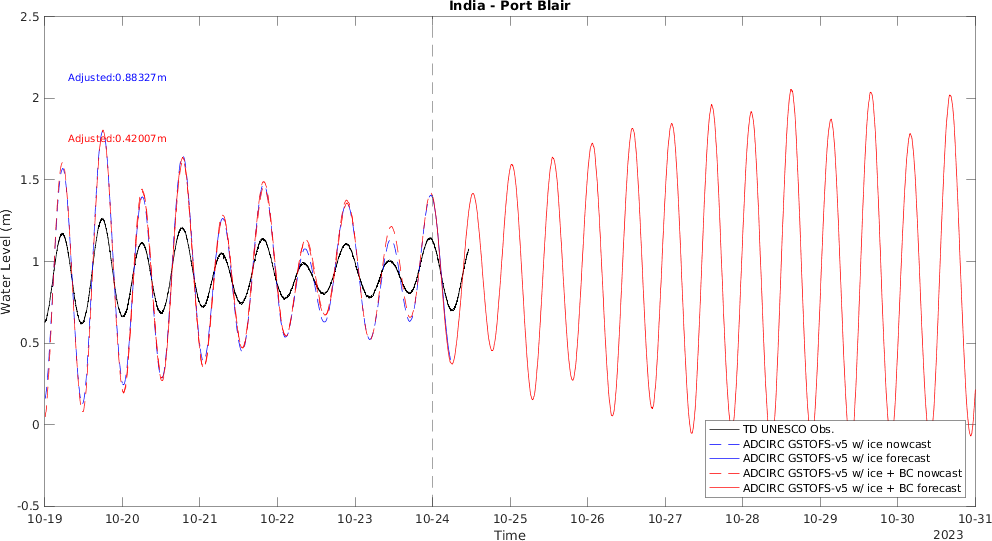 India - Port Blair
2.5
2
1.5
1
0.5
0
-0.5
Water Level (m)
Adjusted:0.88327m
Adjusted:0.42007m
TD UNESCO Obs.
ADCIRC GSTOFS-v5 w/ ice nowcast
ADCIRC GSTOFS-v5 w/ ice forecast
ADCIRC GSTOFS-v5 w/ ice + BC nowcast
ADCIRC GSTOFS-v5 w/ ice + BC forecast
10-19 10-20 10-21 10-22 10-23 10-24 10-25 10-26 10-27 10-28 10-29 10-30 10-31
Time
2023